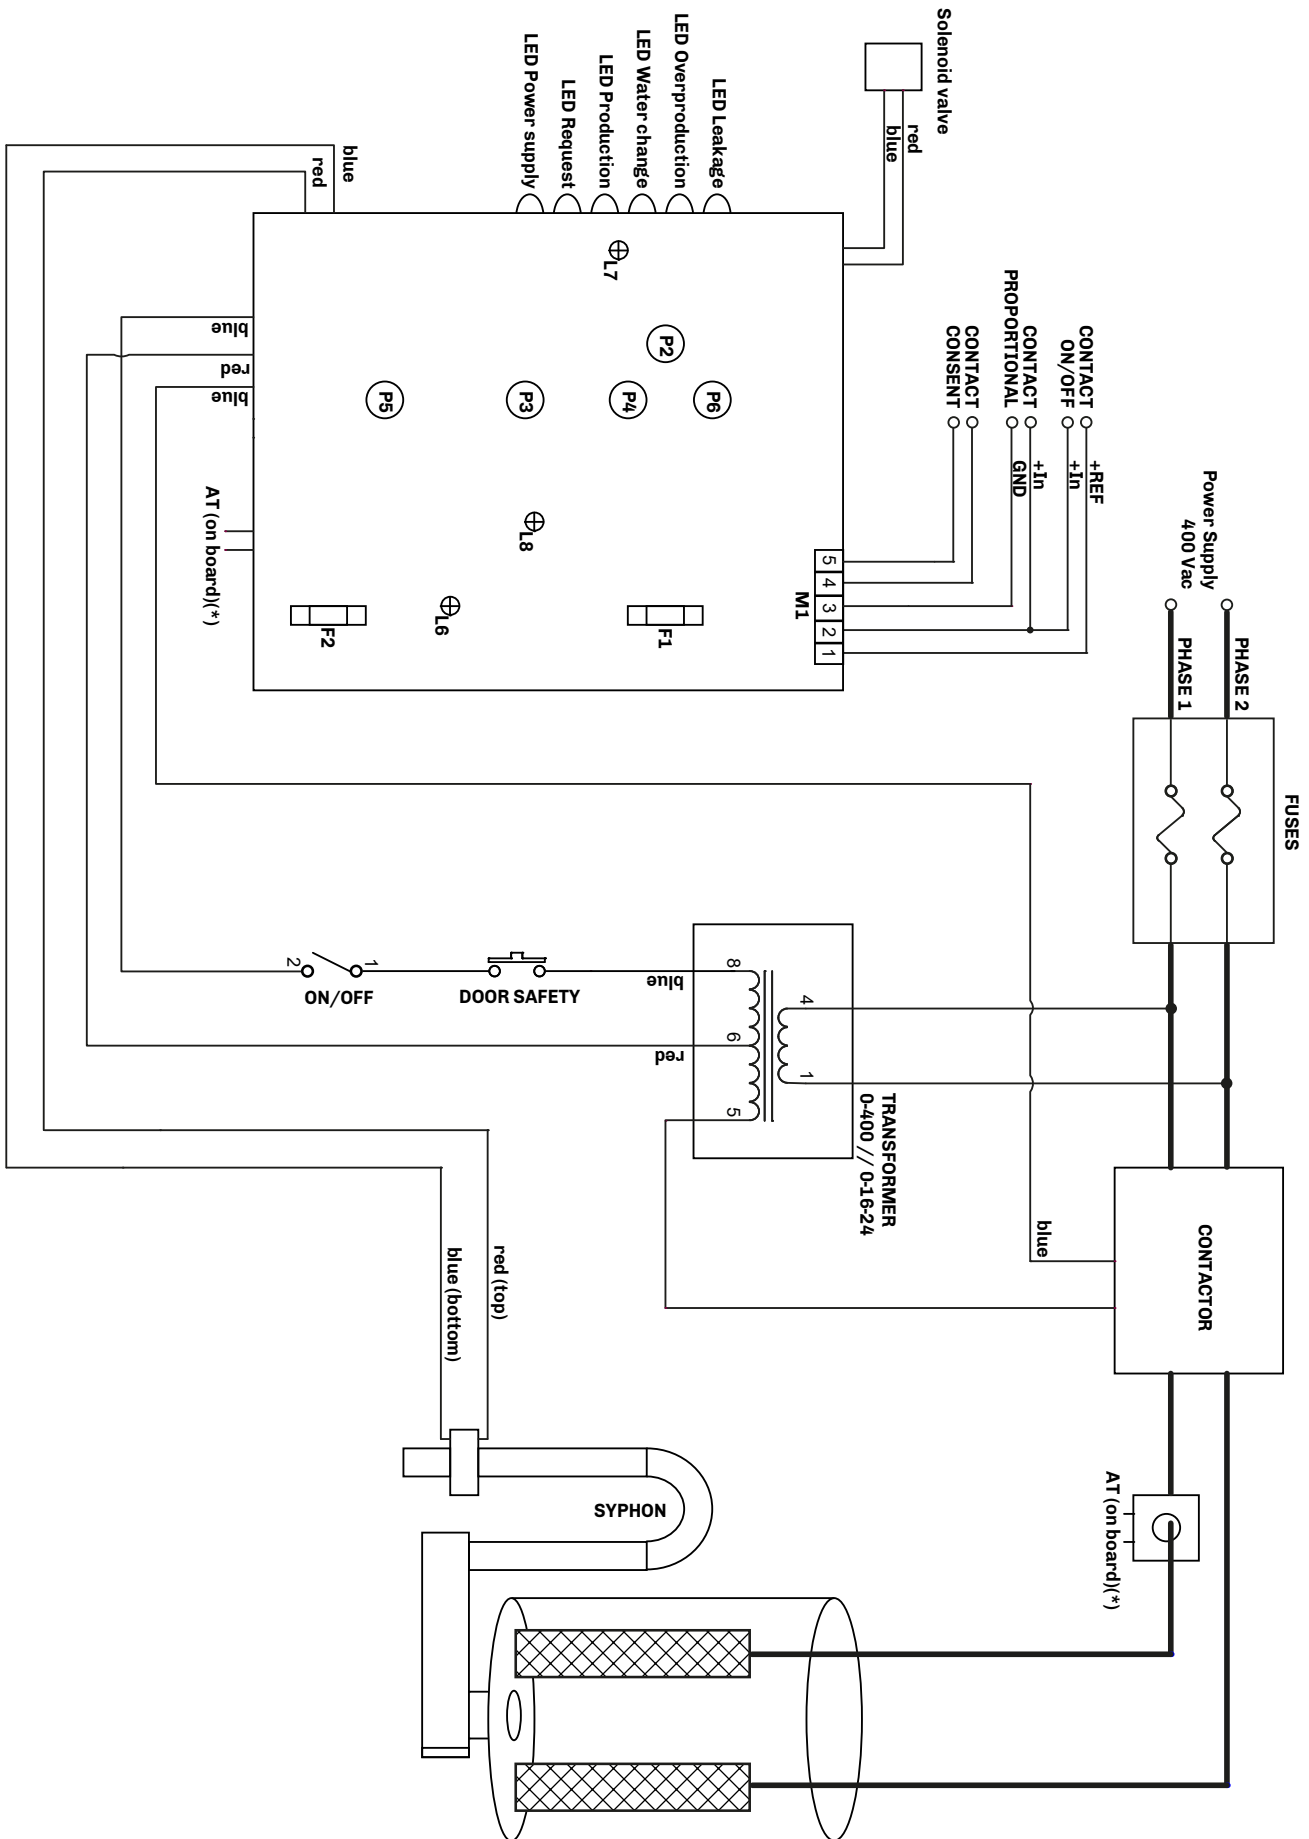 Power Supply
400 Vac
PHASE 2
PHASE 1
FUSES
CONTACTOR
blue
AT (on board)(*)
TRANSFORMER
0-400 // 0-16-24
4
1
8
6
5
blue
red
Solenoid valve
red
blue
CONTACT
ON/OFF
CONTACT
PROPORTIONAL
CONTACT
CONSENT
+REF
+In
+In
GND
5
4
3
2
1
M1
LED Leakage
LED Overproduction
LED Water change
LED Production
LED Request
LED Power supply
L7
P2
P6
P4
P3
P5
L8
L6
F1
F2
blue
red
blue
red
blue
AT (on board)(*)
DOOR SAFETY
1
2
ON/OFF
red (top)
blue (bottom)
SYPHON